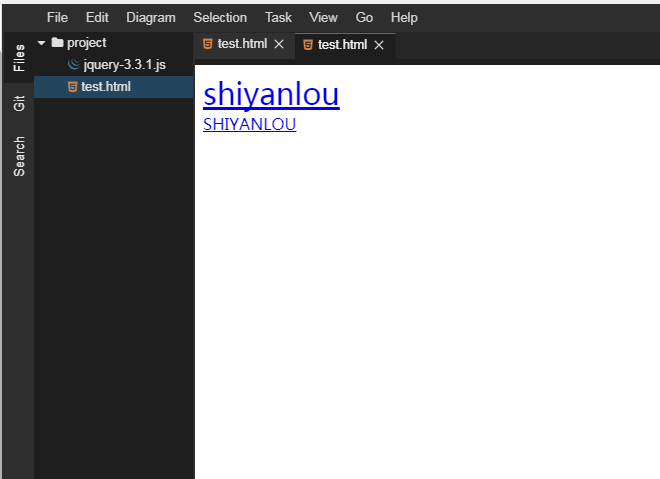 File Edit Diagram Selection Task View Go Help
Files
Git
Search
project
jquery-3.3.1.js
test.html
test.html test.html
shiyanlou
SHIYANLOU